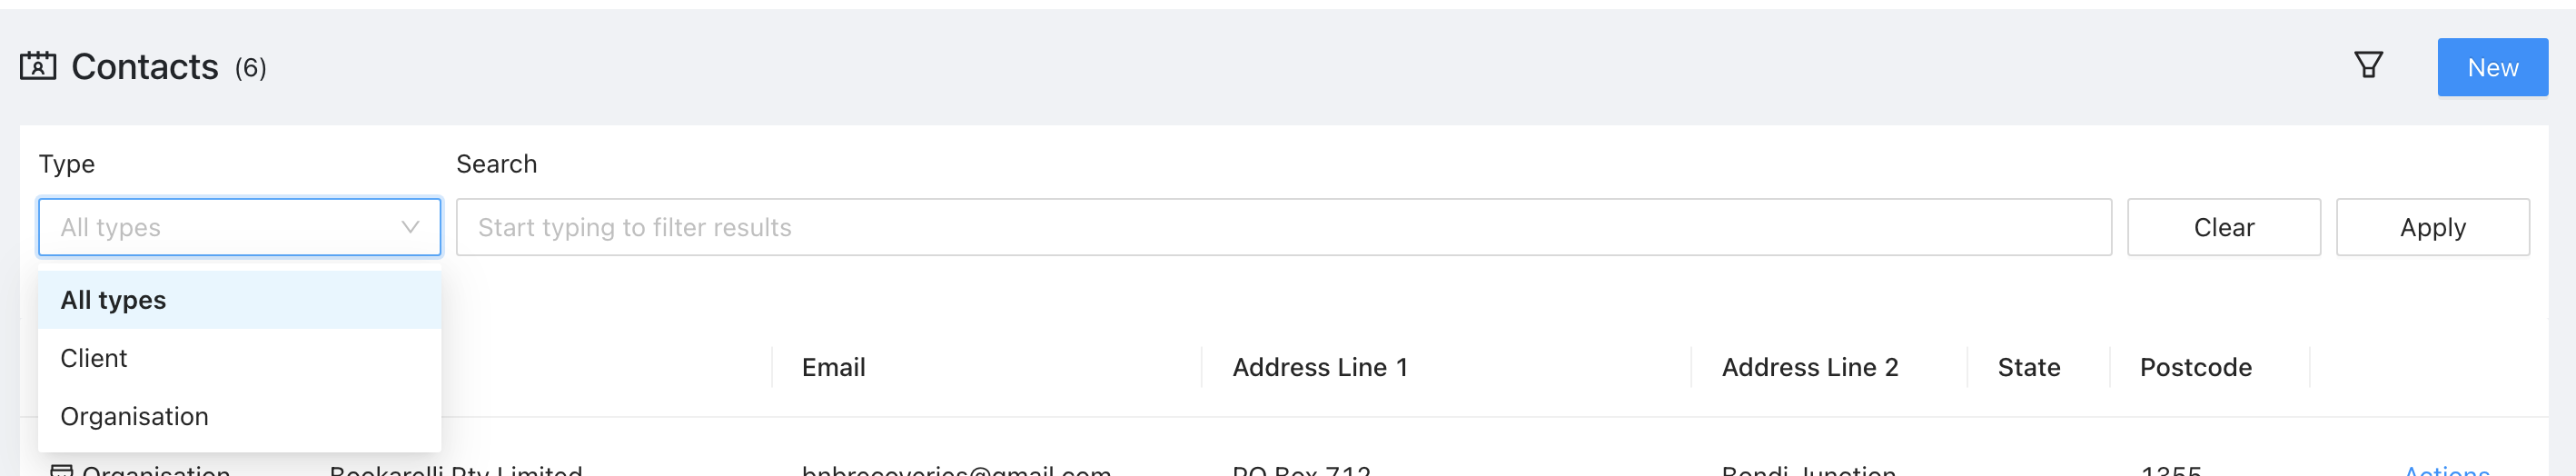 Contacts (6)
New
Type
Search
All types
Start typing to filter results
Clear
Apply
All types
Client
Organisation
Email
Address Line 1
Address Line 2
State
Postcode
Organisation
Bookarelli Pty Limited
bnbrecoveries@gmail.com
PO Box 712
Bondi Junction
1355
Actions